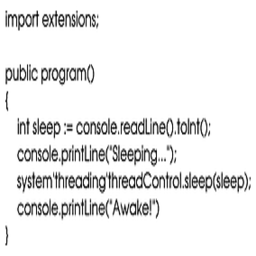 import extensions;

public program()
{
    int sleep := console.readLine().toInt();
    console.printLine("Sleeping...");
    system'threading'threadControl.sleep(sleep);
    console.printLine("Awake!")
}